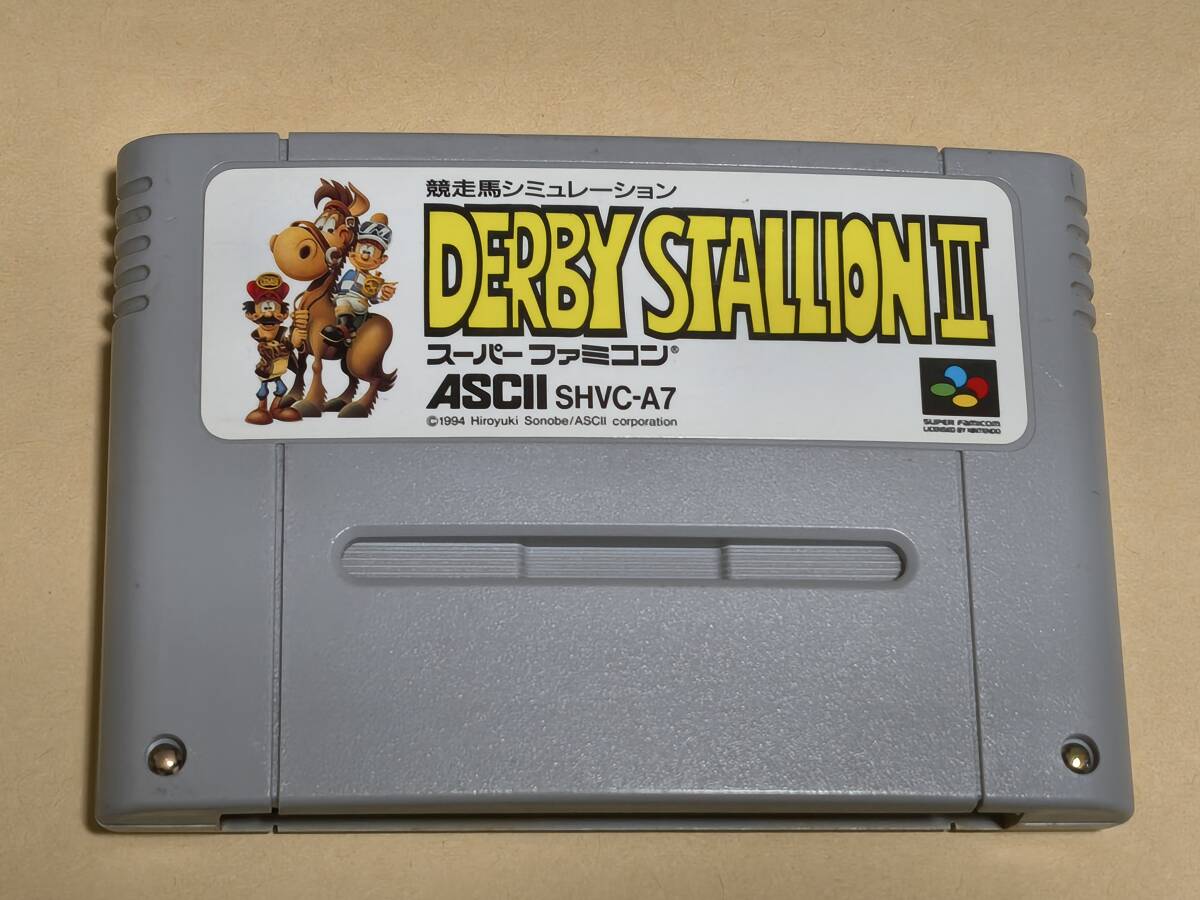 競走馬シミュレーション
DERBY STALLION II
スーパーファミコン®
ASCII SHVC-A7
©1994 Hiroyuki Sonobe/ASCII corporation
SUPER FAMICOM
LICENSED BY NINTENDO